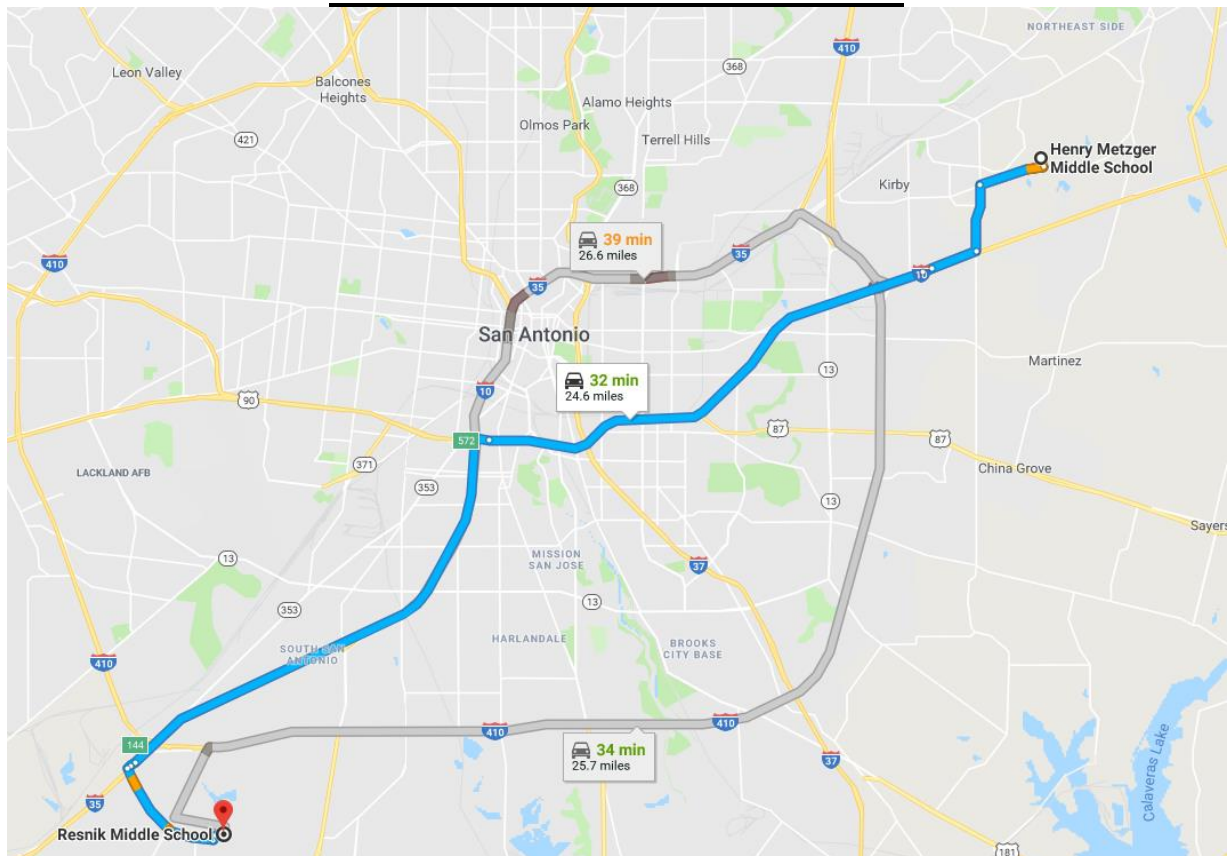 NORTHEAST SIDE
410
368
Leon Valley
Balcones
Heights
Alamo Heights
Olmos Park
Terrell Hills
421
Henry Metzger
Middle School
368
Kirby
39 min
26.6 miles
35
410
10
35
San Antonio
Martinez
13
32 min
24.6 miles
10
90
87
87
572
371
China Grove
LACKLAND AFB
353
13
Sayers
MISSION
SAN JOSE
13
37
353
13
HARLANDALE
BROOKS
CITY BASE
SOUTH SAN
ANTONIO
410
410
410
144
34 min
25.7 miles
37
35
Calaveras Lake
Resnik Middle School
181